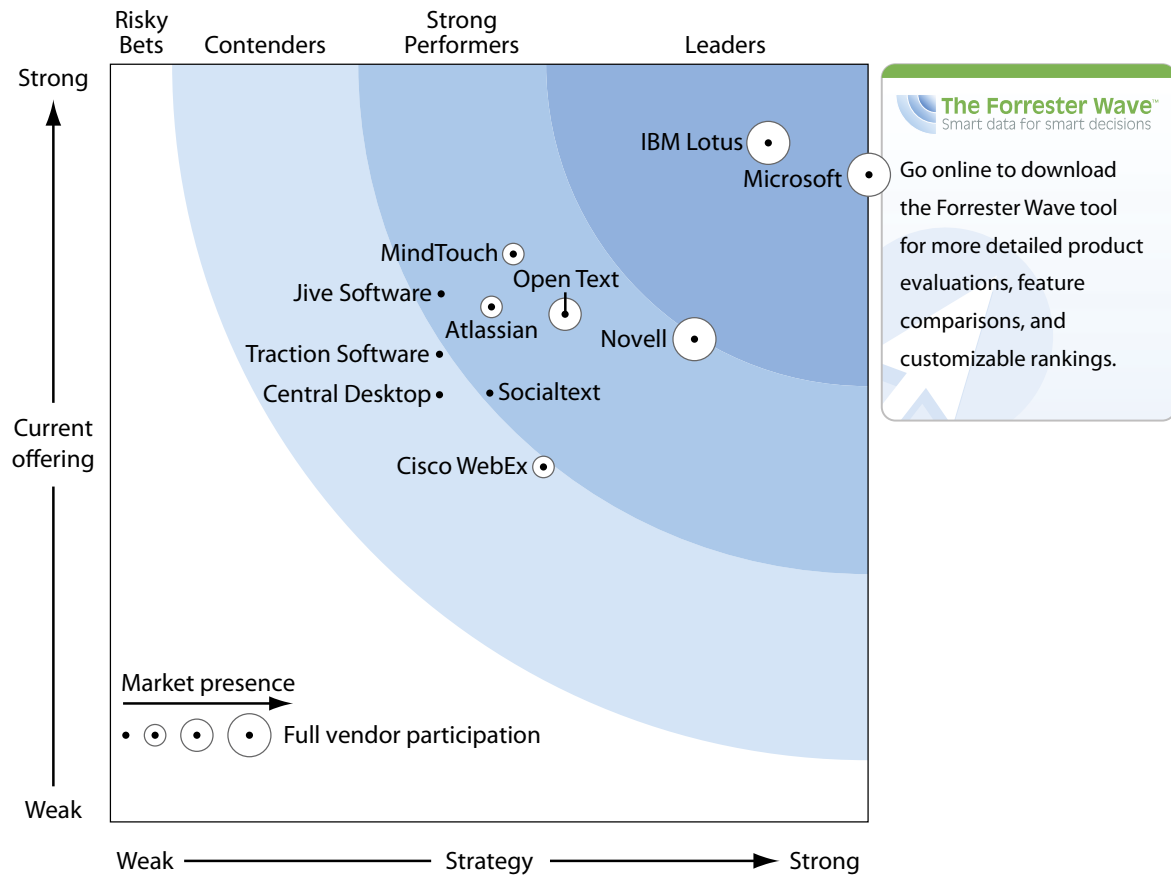 Risky
Bets
Contenders
Strong
Performers
Leaders
Strong
The Forrester Wave™
Smart data for smart decisions
Go online to download
the Forrester Wave tool
for more detailed product
evaluations, feature
comparisons, and
customizable rankings.
IBM Lotus
Microsoft
MindTouch
Open Text
Jive Software
Atlassian
Novell
Traction Software
Central Desktop
Socialtext
Current
offering
Cisco WebEx
Market presence
Full vendor participation
Weak
Weak
Strategy
Strong